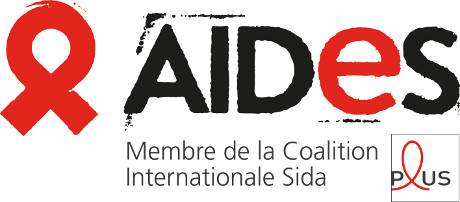 AIDeS
Membre de la Coalition
Internationale Sida
PLUS